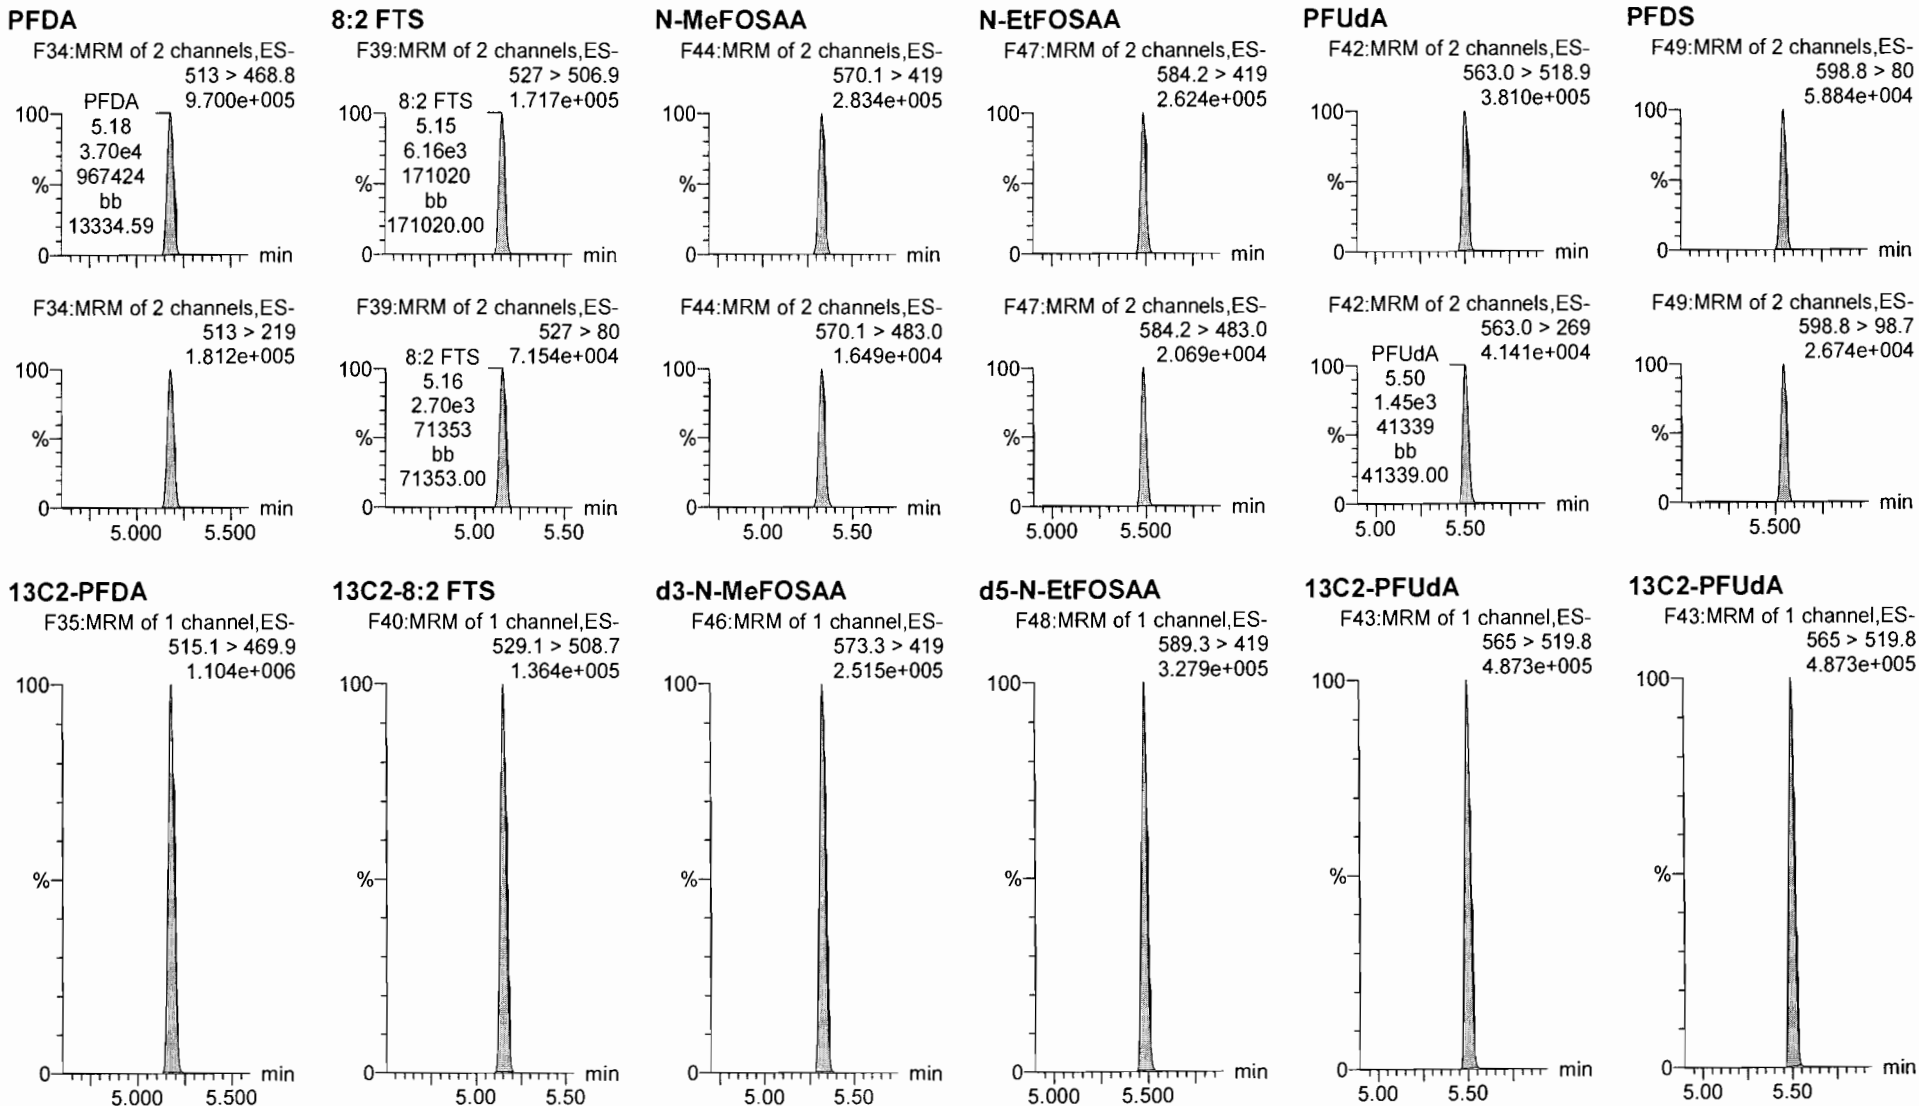 PFDA
F34:MRM of 2 channels,ES-
513 > 468.8
9.700e+005
PFDA
5.18
3.70e4
967424
bb
13334.59
100
%
0
min
F34:MRM of 2 channels,ES-
513 > 219
1.812e+005
100
%
0
min
5.000 5.500
8:2 FTS
F39:MRM of 2 channels,ES-
527 > 506.9
1.717e+005
8:2 FTS
5.15
6.16e3
171020
bb
171020.00
100
%
0
min
F39:MRM of 2 channels,ES-
527 > 80
7.154e+004
8:2 FTS
5.16
2.70e3
71353
bb
71353.00
100
%
0
min
5.00 5.50
N-MeFOSAA
F44:MRM of 2 channels,ES-
570.1 > 419
2.834e+005
100
%
0
min
F44:MRM of 2 channels,ES-
570.1 > 483.0
1.649e+004
100
%
0
min
5.00 5.50
N-EtFOSAA
F47:MRM of 2 channels,ES-
584.2 > 419
2.624e+005
100
%
0
min
F47:MRM of 2 channels,ES-
584.2 > 483.0
2.069e+004
100
%
0
min
5.000 5.500
PFUdA
F42:MRM of 2 channels,ES-
563.0 > 518.9
3.810e+005
100
%
0
min
F42:MRM of 2 channels,ES-
563.0 > 269
4.141e+004
PFUdA
5.50
1.45e3
41339
bb
41339.00
100
%
0
min
5.00 5.50
PFDS
F49:MRM of 2 channels,ES-
598.8 > 80
5.884e+004
100
%
0
min
F49:MRM of 2 channels,ES-
598.8 > 98.7
2.674e+004
100
%
0
min
5.500
13C2-PFDA
F35:MRM of 1 channel,ES-
515.1 > 469.9
1.104e+006
100
%
0
min
5.000 5.500
13C2-8:2 FTS
F40:MRM of 1 channel,ES-
529.1 > 508.7
1.364e+005
100
%
0
min
5.00 5.50
d3-N-MeFOSAA
F46:MRM of 1 channel,ES-
573.3 > 419
2.515e+005
100
%
0
min
5.00 5.50
d5-N-EtFOSAA
F48:MRM of 1 channel,ES-
589.3 > 419
3.279e+005
100
%
0
min
5.000 5.500
13C2-PFUdA
F43:MRM of 1 channel,ES-
565 > 519.8
4.873e+005
100
%
0
min
5.00 5.50
13C2-PFUdA
F43:MRM of 1 channel,ES-
565 > 519.8
4.873e+005
100
%
0
min
5.00 5.50